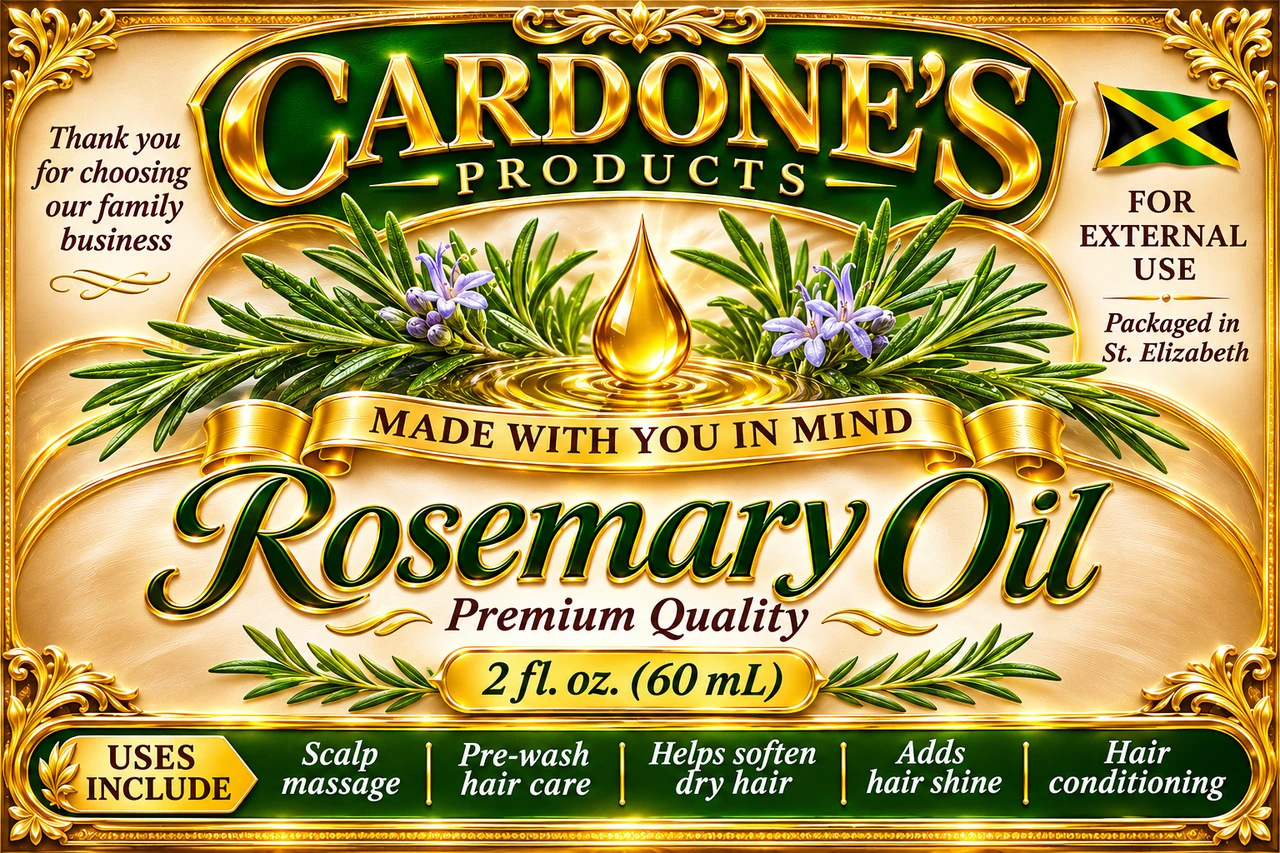 CARDONE'S
PRODUCTS
Thank you
for choosing
our family
business
FOR
EXTERNAL
USE
Packaged in
St. Elizabeth
MADE WITH YOU IN MIND
Rosemary Oil
Premium Quality
2 fl. oz. (60 mL)
USES
INCLUDE
Scalp
massage
Pre-wash
hair care
Helps soften
dry hair
Adds
hair shine
Hair
conditioning